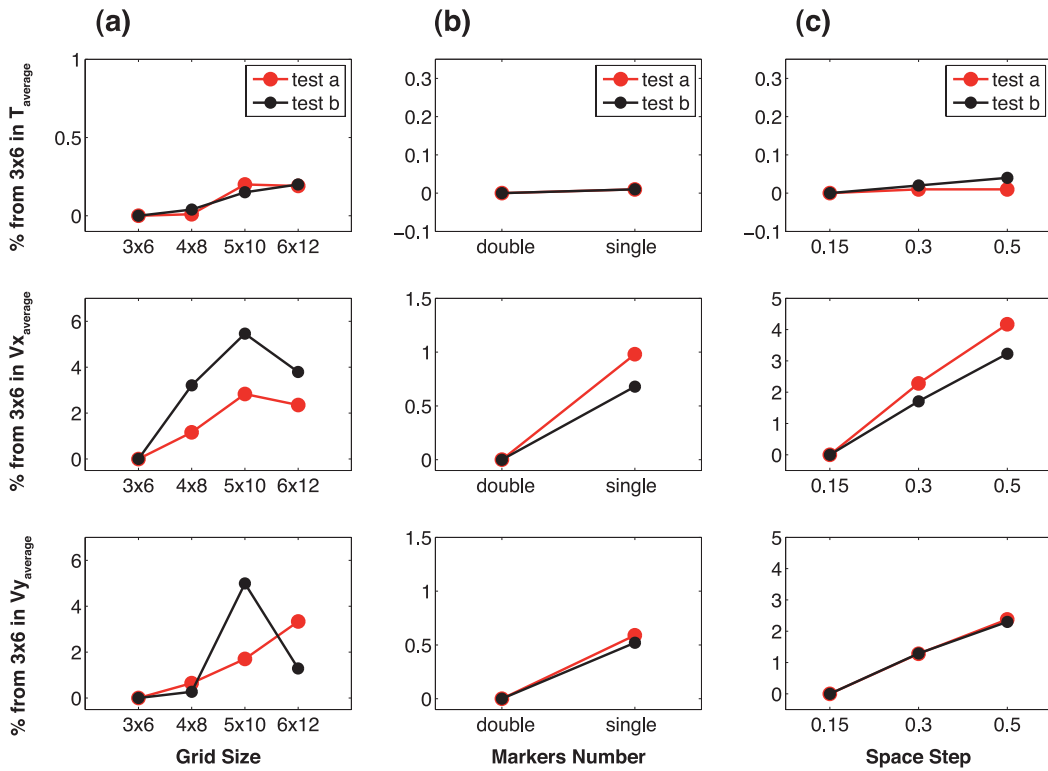 (a)
(b)
(c)
% from 3x6 in T_average
1
0.5
0
test a
test b
3x6 4x8 5x10 6x12
0.3
0.2
0.1
0
−0.1
test a
test b
double single
0.3
0.2
0.1
0
−0.1
test a
test b
0.15 0.3 0.5
% from 3x6 in Vx_average
6
4
2
0
3x6 4x8 5x10 6x12
1.5
1
0.5
0
double single
5
4
3
2
1
0
0.15 0.3 0.5
% from 3x6 in Vy_average
6
4
2
0
3x6 4x8 5x10 6x12
Grid Size
1.5
1
0.5
0
double single
Markers Number
5
4
3
2
1
0
0.15 0.3 0.5
Space Step